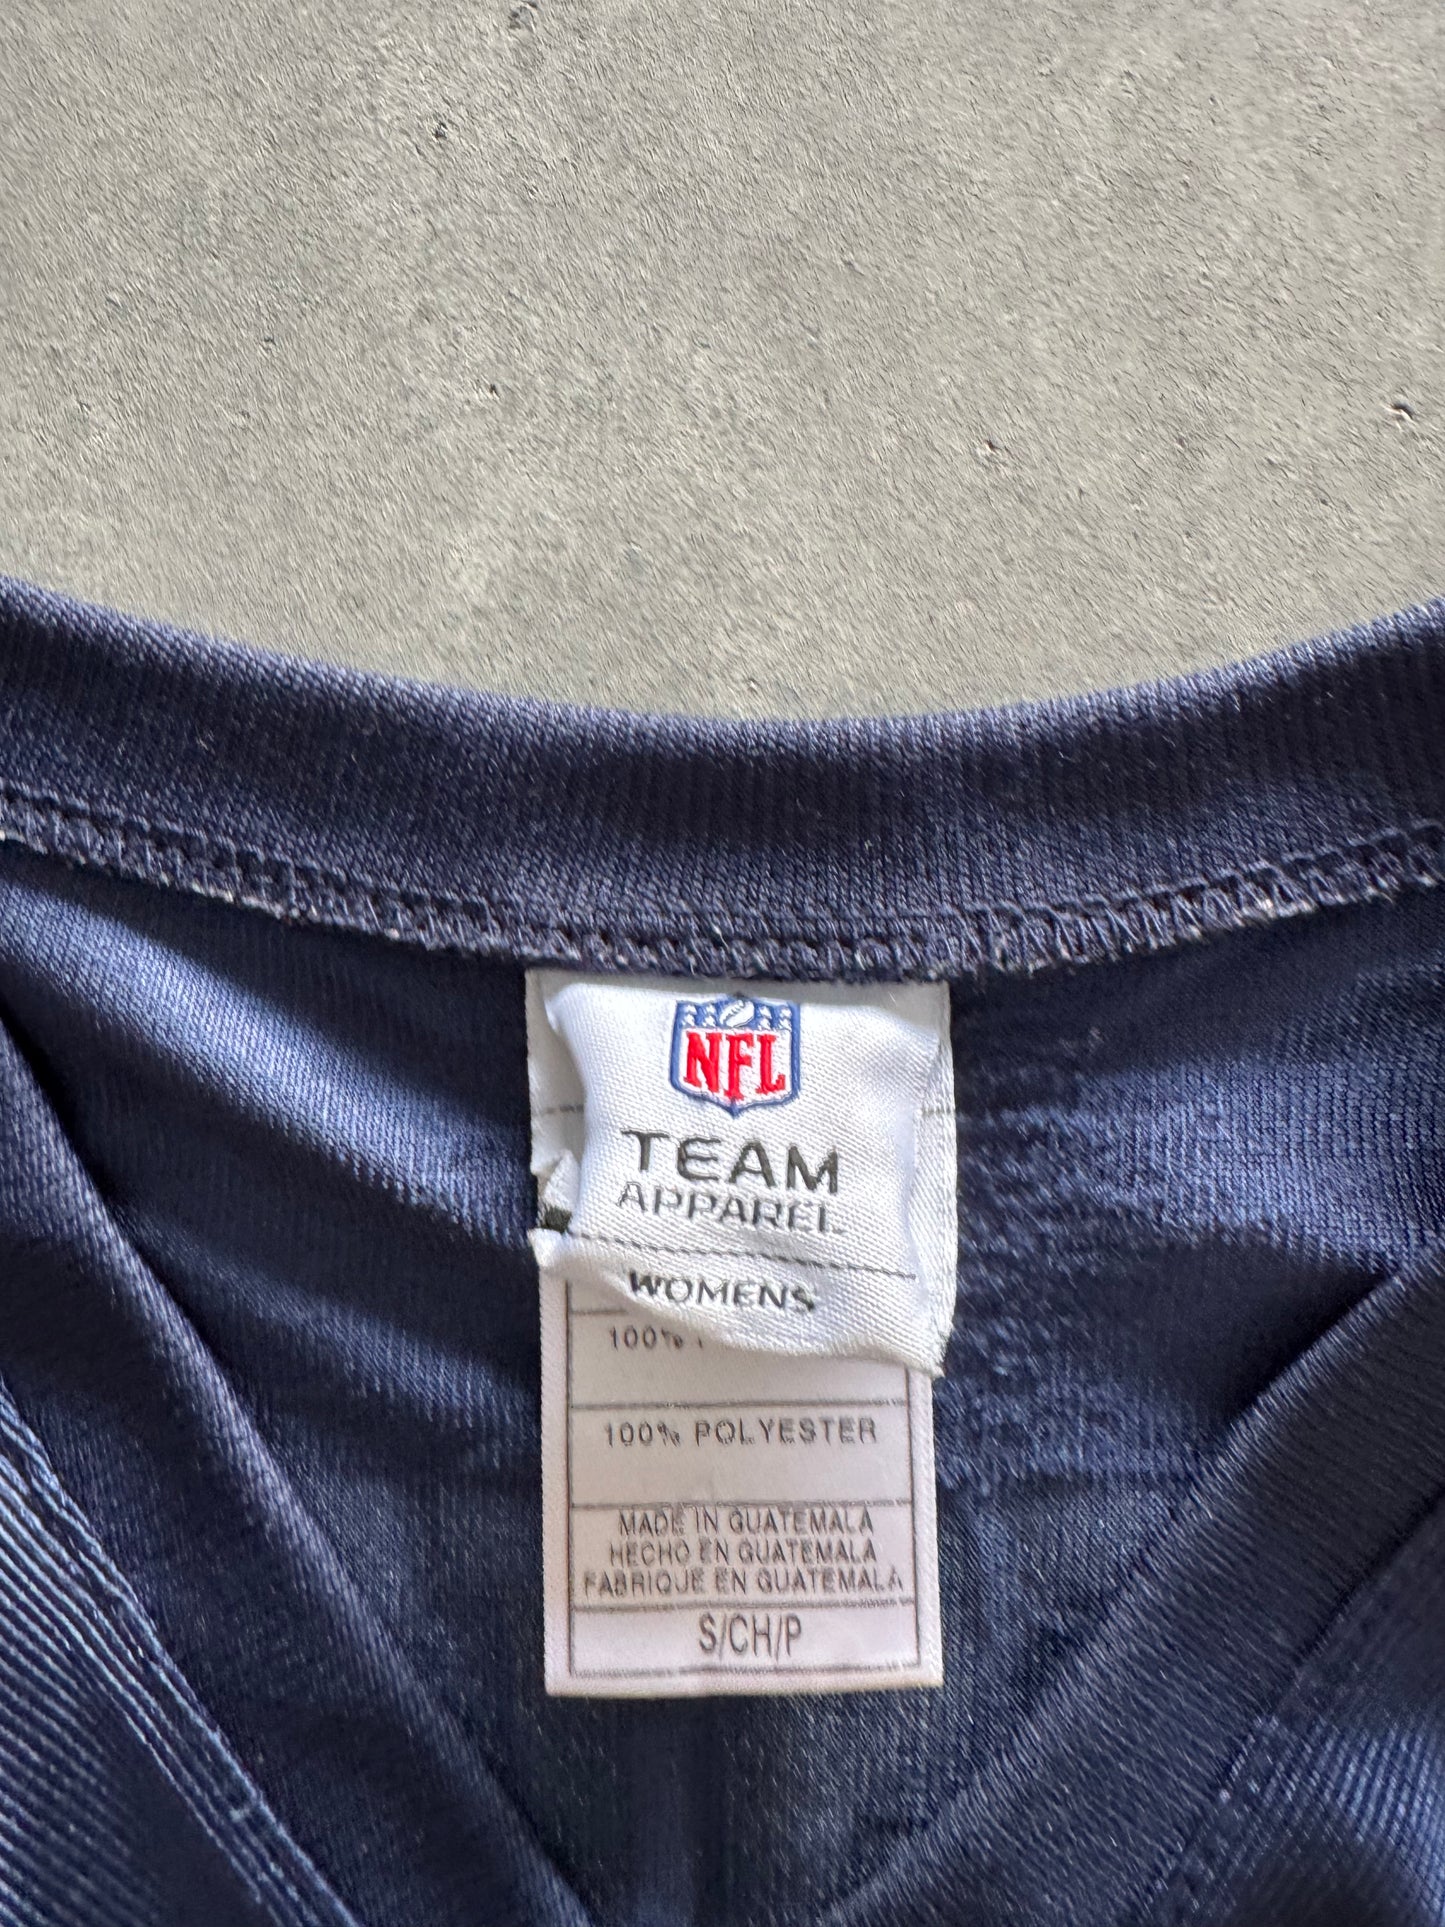 NFL
TEAM
APPAREL
WOMENS
100%
100% POLYESTER
MADE IN GUATEMALA
HECHO EN GUATEMALA
FABRIQUE EN GUATEMALA
S/CH/P